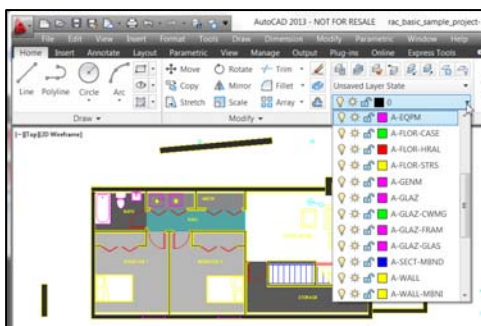 AutoCAD 2013 - NOT FOR RESALE rac_basic_sample_project-
File Edit View Insert Format Tools Draw Dimension Modify Parametric Window Help
Home Insert Annotate Layout Parametric View Manage Output Plug-ins Online Express Tools
Line Polyline Circle Arc
Move Rotate Trim
Copy Mirror Fillet
Stretch Scale Array
Draw Modify
Unsaved Layer State
0
[-][Top][2D Wireframe]
A-EQPM
A-FLOR-CASE
A-FLOR-HRAL
A-FLOR-STRS
A-GENM
A-GLAZ
A-GLAZ-CWMG
A-GLAZ-FRAM
A-GLAZ-GLAS
A-SECT-MBND
A-WALL
A-WALL-MBNI
BATH
HALL
STORAGE